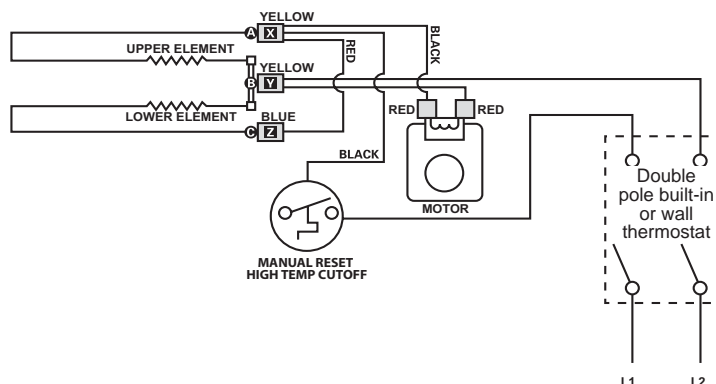 YELLOW
A X
UPPER ELEMENT
RED
BLACK
YELLOW
B Y
LOWER ELEMENT
BLUE
C Z
RED RED
BLACK
MOTOR
MANUAL RESET
HIGH TEMP CUTOFF
Double
pole built-in
or wall
thermostat
L1 L2